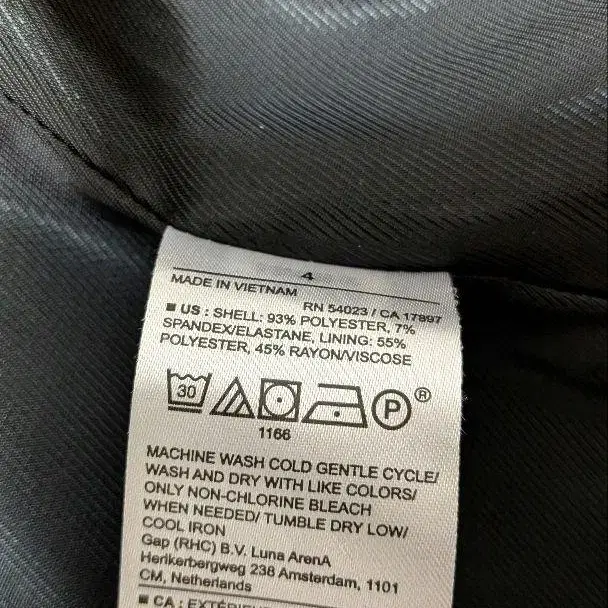 4
MADE IN VIETNAM
RN 54023 / CA 17897
■ US : SHELL: 93% POLYESTER, 7%
SPANDEX/ELASTANE, LINING: 55%
POLYESTER, 45% RAYON/VISCOSE
30 P ®
1166
MACHINE WASH COLD GENTLE CYCLE/
WASH AND DRY WITH LIKE COLORS/
ONLY NON-CHLORINE BLEACH
WHEN NEEDED/ TUMBLE DRY LOW/
COOL IRON
Gap (RHC) B.V. Luna ArenA
Herikerbergweg 238 Amsterdam, 1101
CM, Netherlands
■ CA : EXTÉRIE